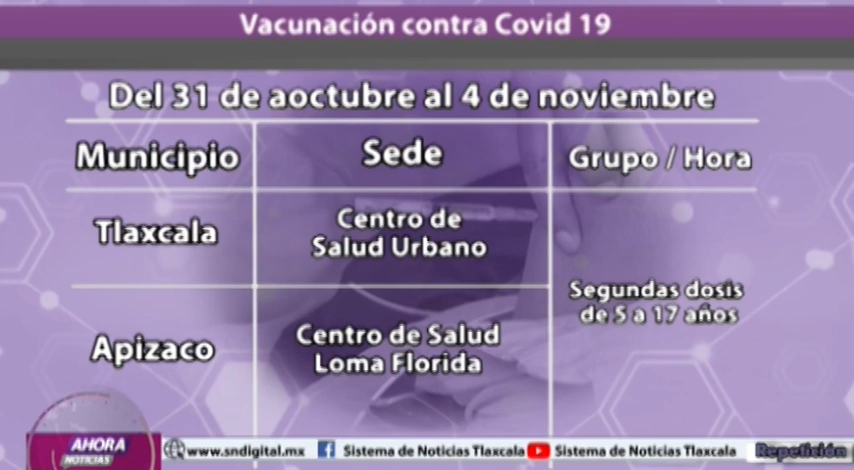 Vacunación contra Covid 19
Del 31 de aoctubre al 4 de noviembre
Municipio
Sede
Grupo / Hora
Tlaxcala
Centro de
Salud Urbano
Segundas dosis
de 5 a 17 años
Apizaco
Centro de Salud
Loma Florida
AHORA
NOTICIAS
www.sndigital.mx
Sistema de Noticias Tlaxcala
Sistema de Noticias Tlaxcala
Repetición